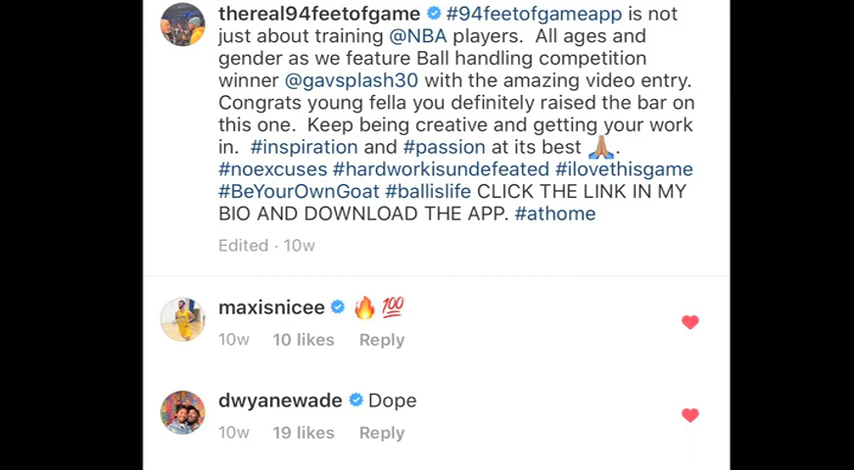 thereal94feetofgame #94feetofgameapp is not
just about training @NBA players. All ages and
gender as we feature Ball handling competition
winner @gavsplash30 with the amazing video entry.
Congrats young fella you definitely raised the bar on
this one. Keep being creative and getting your work
in. #inspiration and #passion at its best 🙏🏽.
#noexcuses #hardworkisundefeated #ilovethisgame
#BeYourOwnGoat #ballislife CLICK THE LINK IN MY
BIO AND DOWNLOAD THE APP. #athome
Edited · 10w
maxisnicee 🔥 💯
10w 10 likes Reply
dwyanewade Dope
10w 19 likes Reply